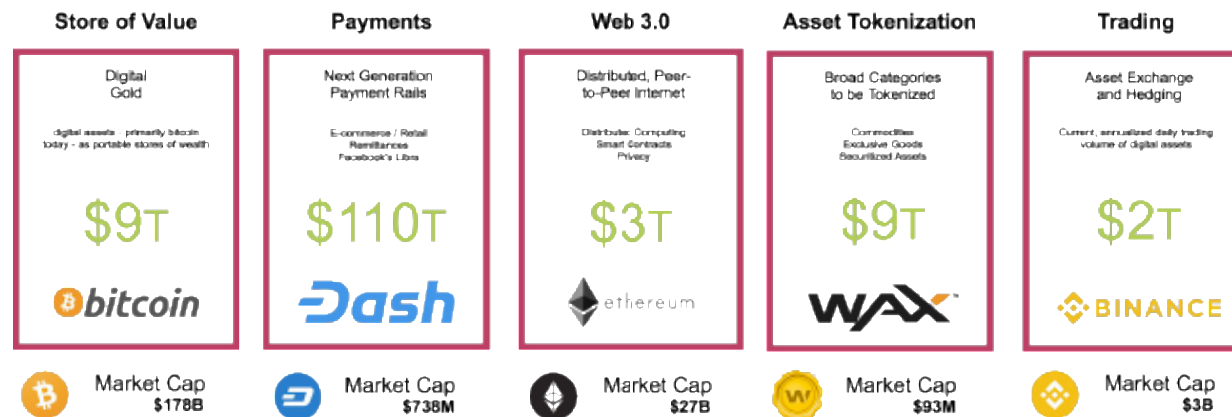 Store of Value
Digital
Gold
digital assets - primarily bitcoin
today - as portable stores of wealth
$9T
bitcoin
Market Cap
$178B
Payments
Next Generation
Payment Rails
E-commerce / Retail
Remittances
Facebook's Libra
$110T
Dash
Market Cap
$738M
Web 3.0
Distributed, Peer-
to-Peer Internet
Distributed Computing
Smart Contracts
Privacy
$3T
ethereum
Market Cap
$27B
Asset Tokenization
Broad Categories
to be Tokenized
Commodities
Exclusive Goods
Securitized Assets
$9T
WAX™
W
Market Cap
$93M
Trading
Asset Exchange
and Hedging
Current, annualized daily trading
volume of digital assets
$2T
BINANCE
Market Cap
$3B